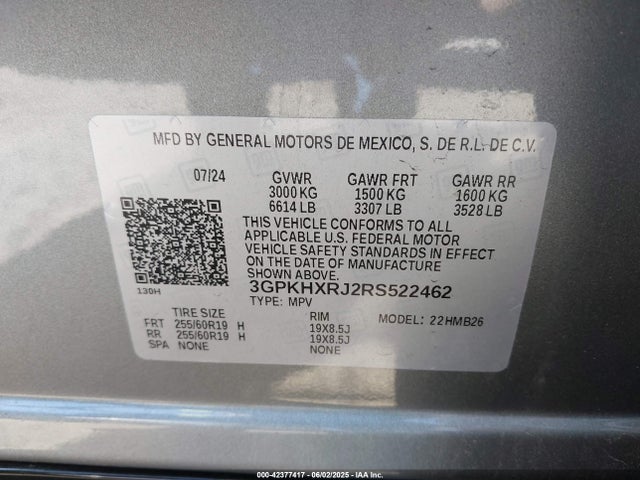 MFD BY GENERAL MOTORS DE MEXICO, S. DE R.L. DE C.V.
07/24 GVWR GAWR FRT GAWR RR
3000 KG 1500 KG 1600 KG
6614 LB 3307 LB 3528 LB
THIS VEHICLE CONFORMS TO ALL
APPLICABLE U.S. FEDERAL MOTOR
VEHICLE SAFETY STANDARDS IN EFFECT
ON THE DATE OF MANUFACTURE
SHOWN ABOVE.
130H
3GPKHXRJ2RS522462
TYPE: MPV
TIRE SIZE RIM MODEL: 22HMB26
FRT 255/60R19 H 19X8.5J
RR 255/60R19 H 19X8.5J
SPA NONE NONE
000-42377417 - 06/02/2025 - IAA Inc.